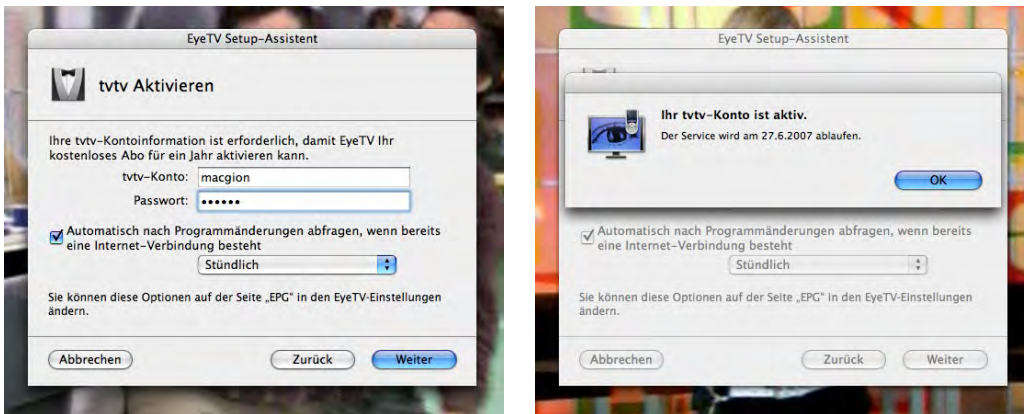 EyeTV Setup-Assistent
tvtv Aktivieren
Ihre tvtv-Kontoinformation ist erforderlich, damit EyeTV Ihr
kostenloses Abo für ein Jahr aktivieren kann.
tvtv-Konto: macgion
Passwort: ••••••
Automatisch nach Programmänderungen abfragen, wenn bereits
eine Internet-Verbindung besteht
Stündlich
Sie können diese Optionen auf der Seite „EPG" in den EyeTV-Einstellungen
ändern.
Abbrechen Zurück Weiter
EyeTV Setup-Assistent
Ihr tvtv-Konto ist aktiv.
Der Service wird am 27.6.2007 ablaufen.
OK
Automatisch nach Programmänderungen abfragen, wenn bereits
eine Internet-Verbindung besteht
Stündlich
Sie können diese Optionen auf der Seite „EPG" in den EyeTV-Einstellungen
ändern.
Abbrechen Zurück Weiter